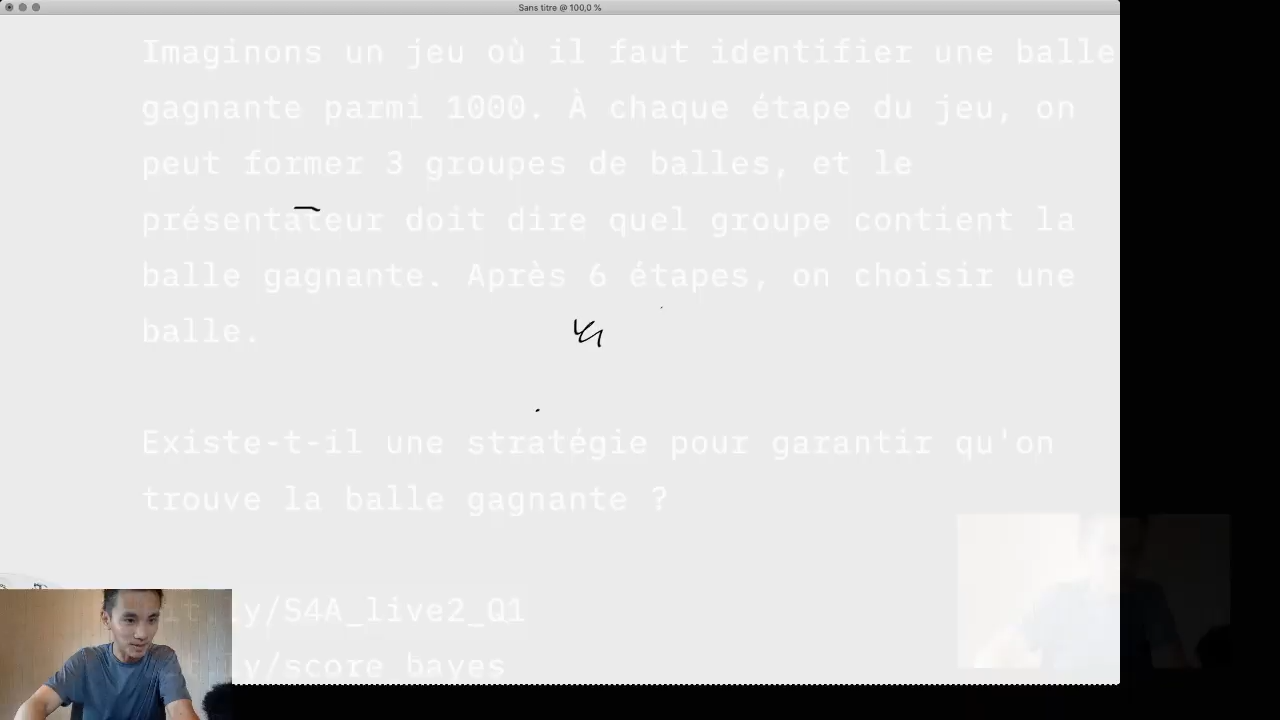 Sans titre @ 100,0 %
Imaginons un jeu où il faut identifier une balle
gagnante parmi 1000. À chaque étape du jeu, on
peut former 3 groupes de balles, et le
présentateur doit dire quel groupe contient la
balle gagnante. Après 6 étapes, on choisir une
balle.
Existe-t-il une stratégie pour garantir qu'on
trouve la balle gagnante ?
ly/S4A_live2_Q1
ly/score_bayes